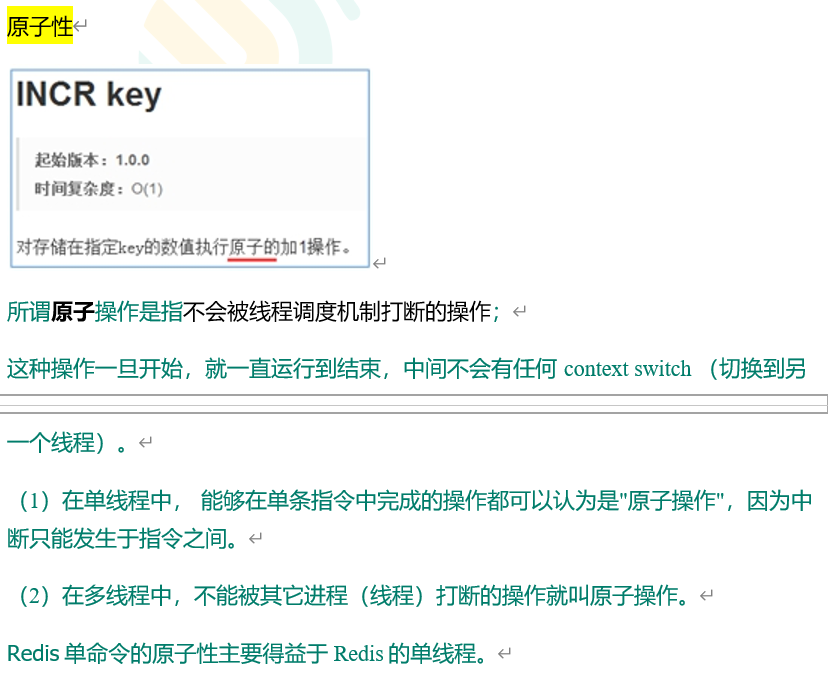 原子性
INCR key
起始版本：1.0.0
时间复杂度：O(1)
对存储在指定key的数值执行原子的加1操作。
所谓原子操作是指不会被线程调度机制打断的操作；
这种操作一旦开始，就一直运行到结束，中间不会有任何 context switch （切换到另
一个线程）。
（1）在单线程中， 能够在单条指令中完成的操作都可以认为是"原子操作"，因为中
断只能发生于指令之间。
（2）在多线程中，不能被其它进程（线程）打断的操作就叫原子操作。
Redis 单命令的原子性主要得益于 Redis 的单线程。